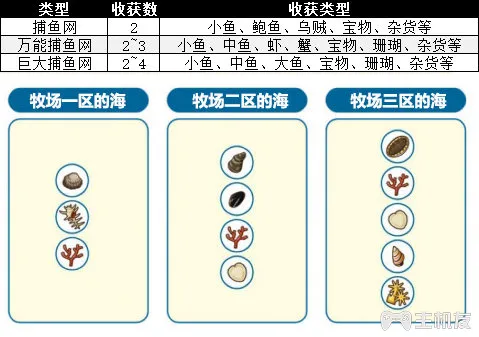 类型 收获数 收获类型
捕鱼网 2 小鱼、鲍鱼、乌贼、宝物、杂货等
万能捕鱼网 2~3 小鱼、中鱼、虾、蟹、宝物、珊瑚、杂货等
巨大捕鱼网 2~4 小鱼、中鱼、大鱼、宝物、珊瑚、杂货等
牧场一区的海 牧场二区的海 牧场三区的海
主机友